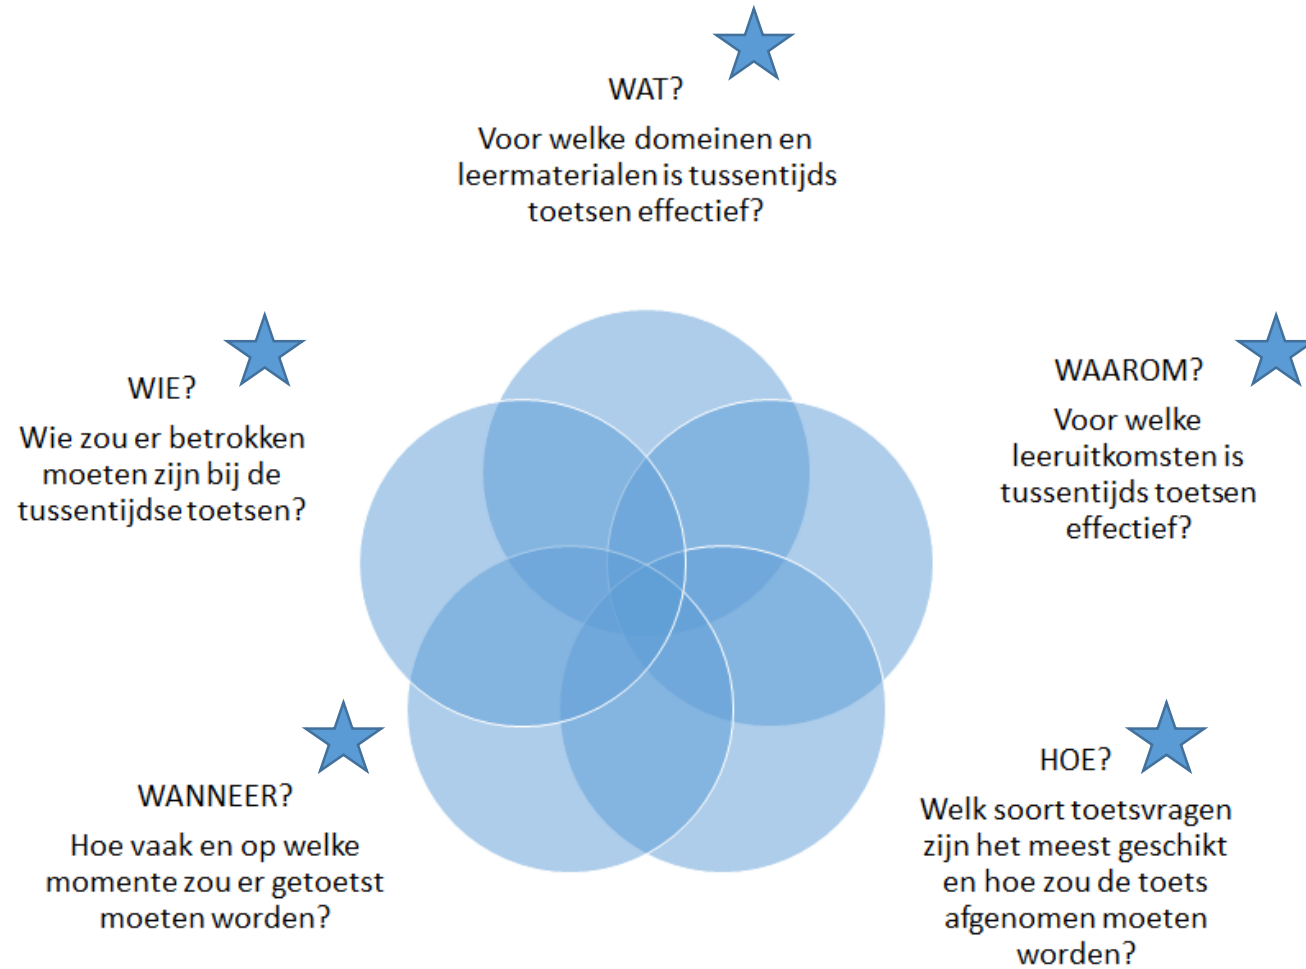 WAT?
Voor welke domeinen en
leermaterialen is tussentijds
toetsen effectief?
WIE?
Wie zou er betrokken
moeten zijn bij de
tussentijdse toetsen?
WAAROM?
Voor welke
leeruitkomsten is
tussentijds toetsen
effectief?
WANNEER?
Hoe vaak en op welke
momente zou er getoetst
moeten worden?
HOE?
Welk soort toetsvragen
zijn het meest geschikt
en hoe zou de toets
afgenomen moeten
worden?